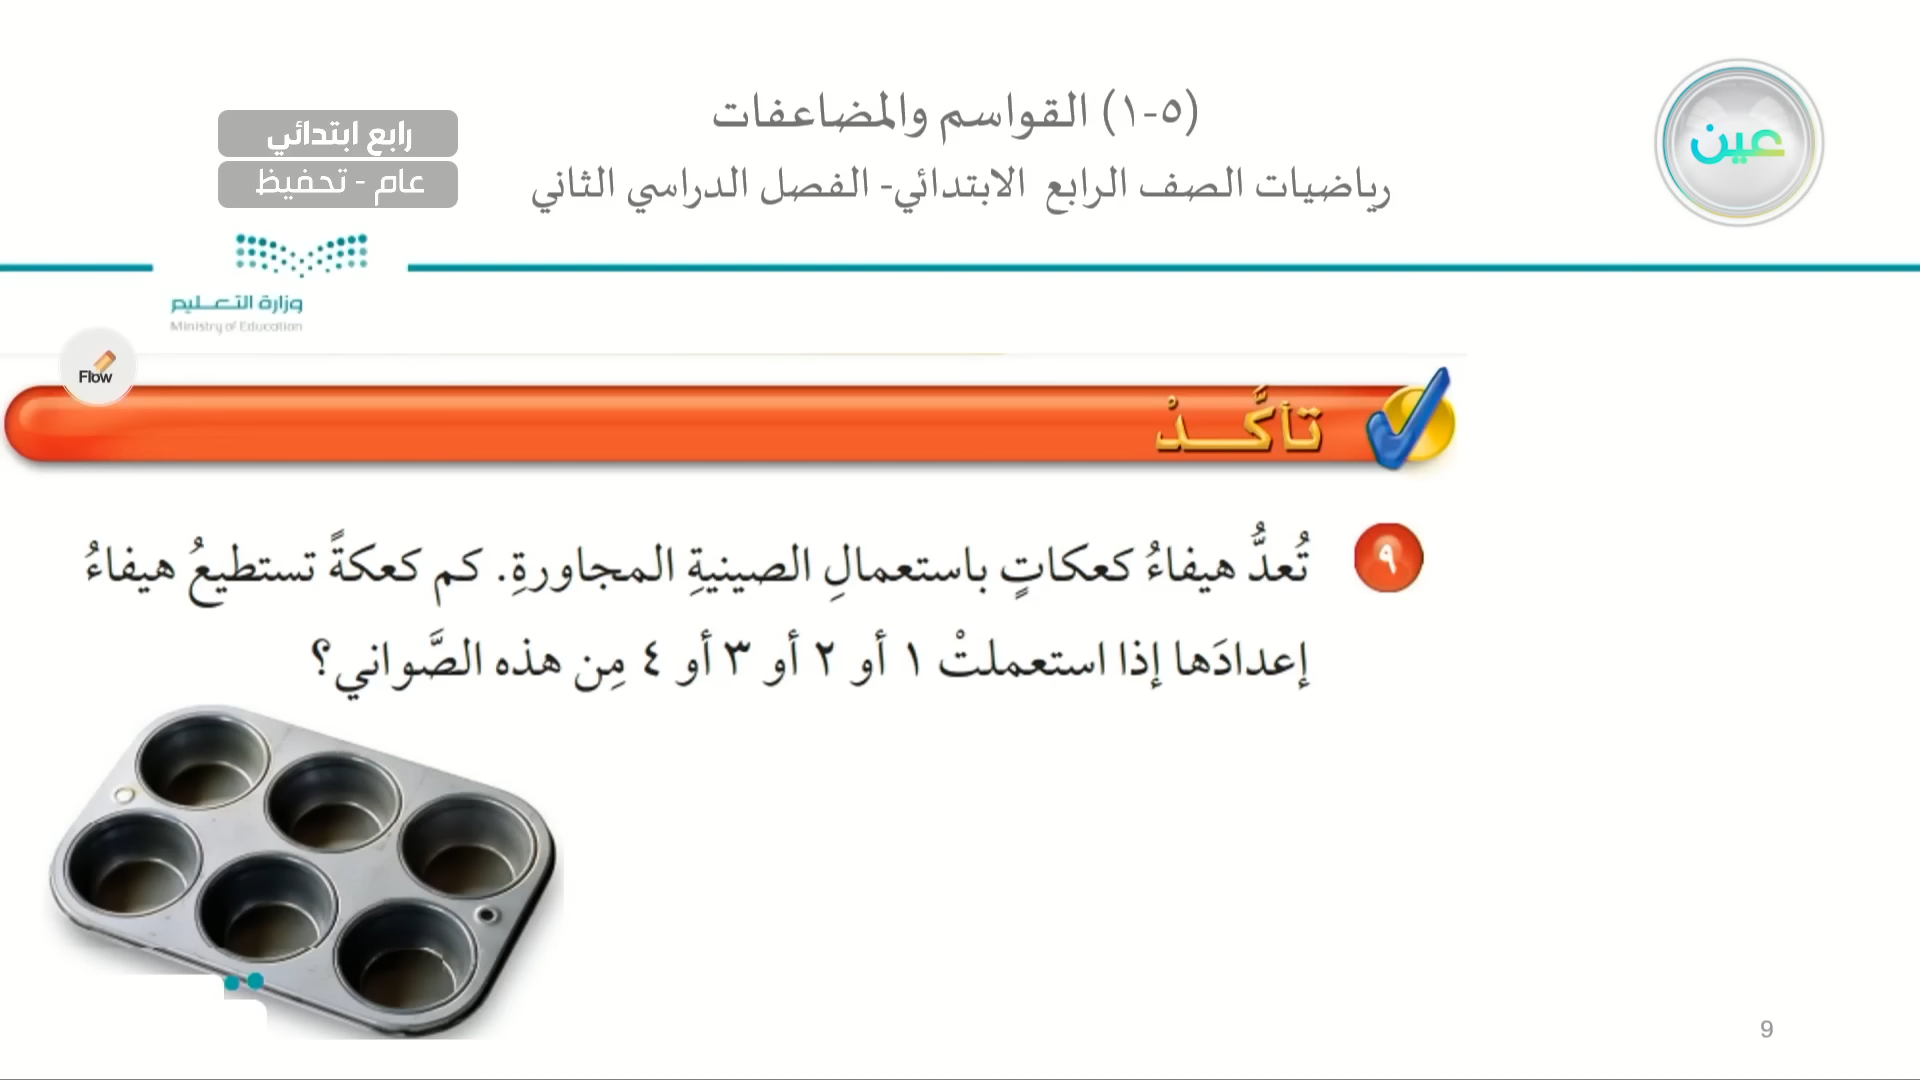 (٥-١) القواسم والمضاعفات
رياضيات الصف الرابع الابتدائي- الفصل الدراسي الثاني
رابع ابتدائي
عام - تحفيظ
عين
وزارة التعليم
Ministry of Education
Flow
تأكَّدْ
٩ تُعدُّ هيفاءُ كعكاتٍ باستعمالِ الصينيةِ المجاورةِ. كم كعكةً تستطيعُ هيفاءُ
إعدادَها إذا استعملتْ ١ أو ٢ أو ٣ أو ٤ مِن هذه الصَّواني؟
9